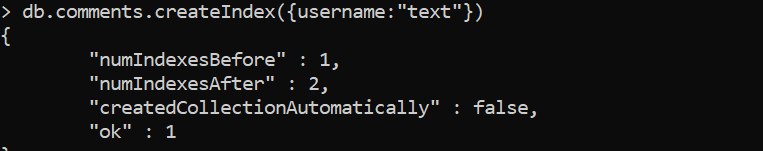 > db.comments.createIndex({username:"text"})
{
        "numIndexesBefore" : 1,
        "numIndexesAfter" : 2,
        "createdCollectionAutomatically" : false,
        "ok" : 1
}